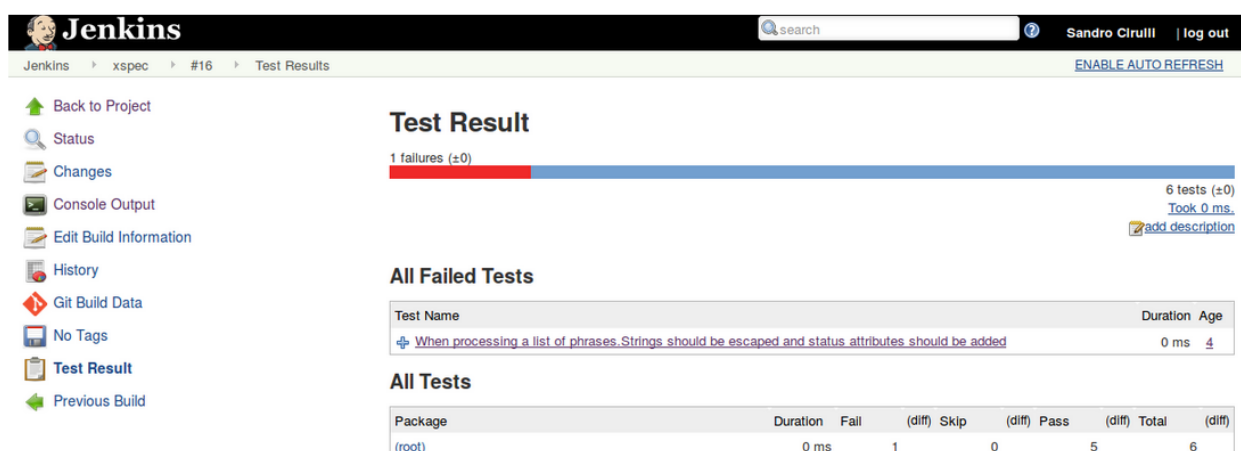 Jenkins
search
Sandro Cirulli | log out
Jenkins xspec #16 Test Results
ENABLE AUTO REFRESH
Back to Project
Status
Changes
Console Output
Edit Build Information
History
Git Build Data
No Tags
Test Result
Previous Build
Test Result
1 failures (±0)
6 tests (±0)
Took 0 ms.
add description
All Failed Tests
Test Name Duration Age
When processing a list of phrases.Strings should be escaped and status attributes should be added 0 ms 4
All Tests
Package Duration Fail (diff) Skip (diff) Pass (diff) Total (diff)
(root) 0 ms 1 0 5 6